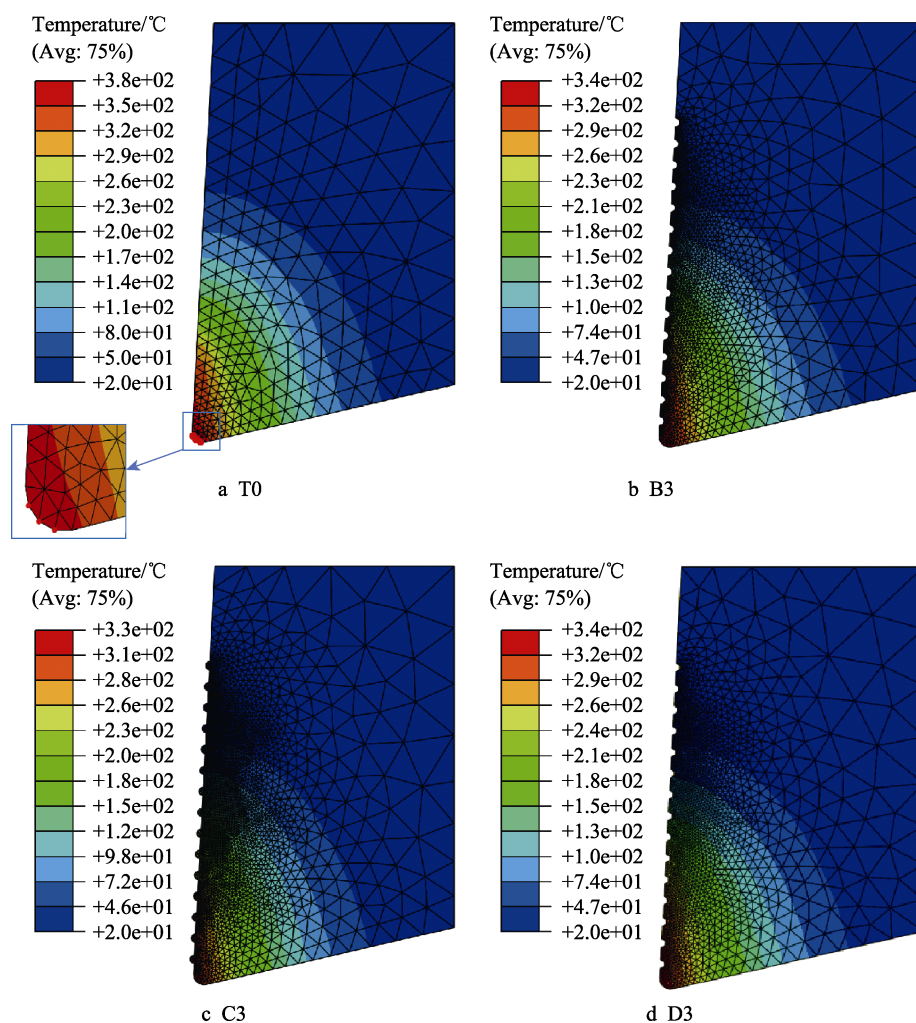 Temperature/℃
(Avg: 75%)
+3.8e+02
+3.5e+02
+3.2e+02
+2.9e+02
+2.6e+02
+2.3e+02
+2.0e+02
+1.7e+02
+1.4e+02
+1.1e+02
+8.0e+01
+5.0e+01
+2.0e+01
a T0
Temperature/℃
(Avg: 75%)
+3.4e+02
+3.2e+02
+2.9e+02
+2.6e+02
+2.3e+02
+2.1e+02
+1.8e+02
+1.5e+02
+1.3e+02
+1.0e+02
+7.4e+01
+4.7e+01
+2.0e+01
b B3
Temperature/℃
(Avg: 75%)
+3.3e+02
+3.1e+02
+2.8e+02
+2.6e+02
+2.3e+02
+2.0e+02
+1.8e+02
+1.5e+02
+1.2e+02
+9.8e+01
+7.2e+01
+4.6e+01
+2.0e+01
c C3
Temperature/℃
(Avg: 75%)
+3.4e+02
+3.2e+02
+2.9e+02
+2.6e+02
+2.4e+02
+2.1e+02
+1.8e+02
+1.5e+02
+1.3e+02
+1.0e+02
+7.4e+01
+4.7e+01
+2.0e+01
d D3